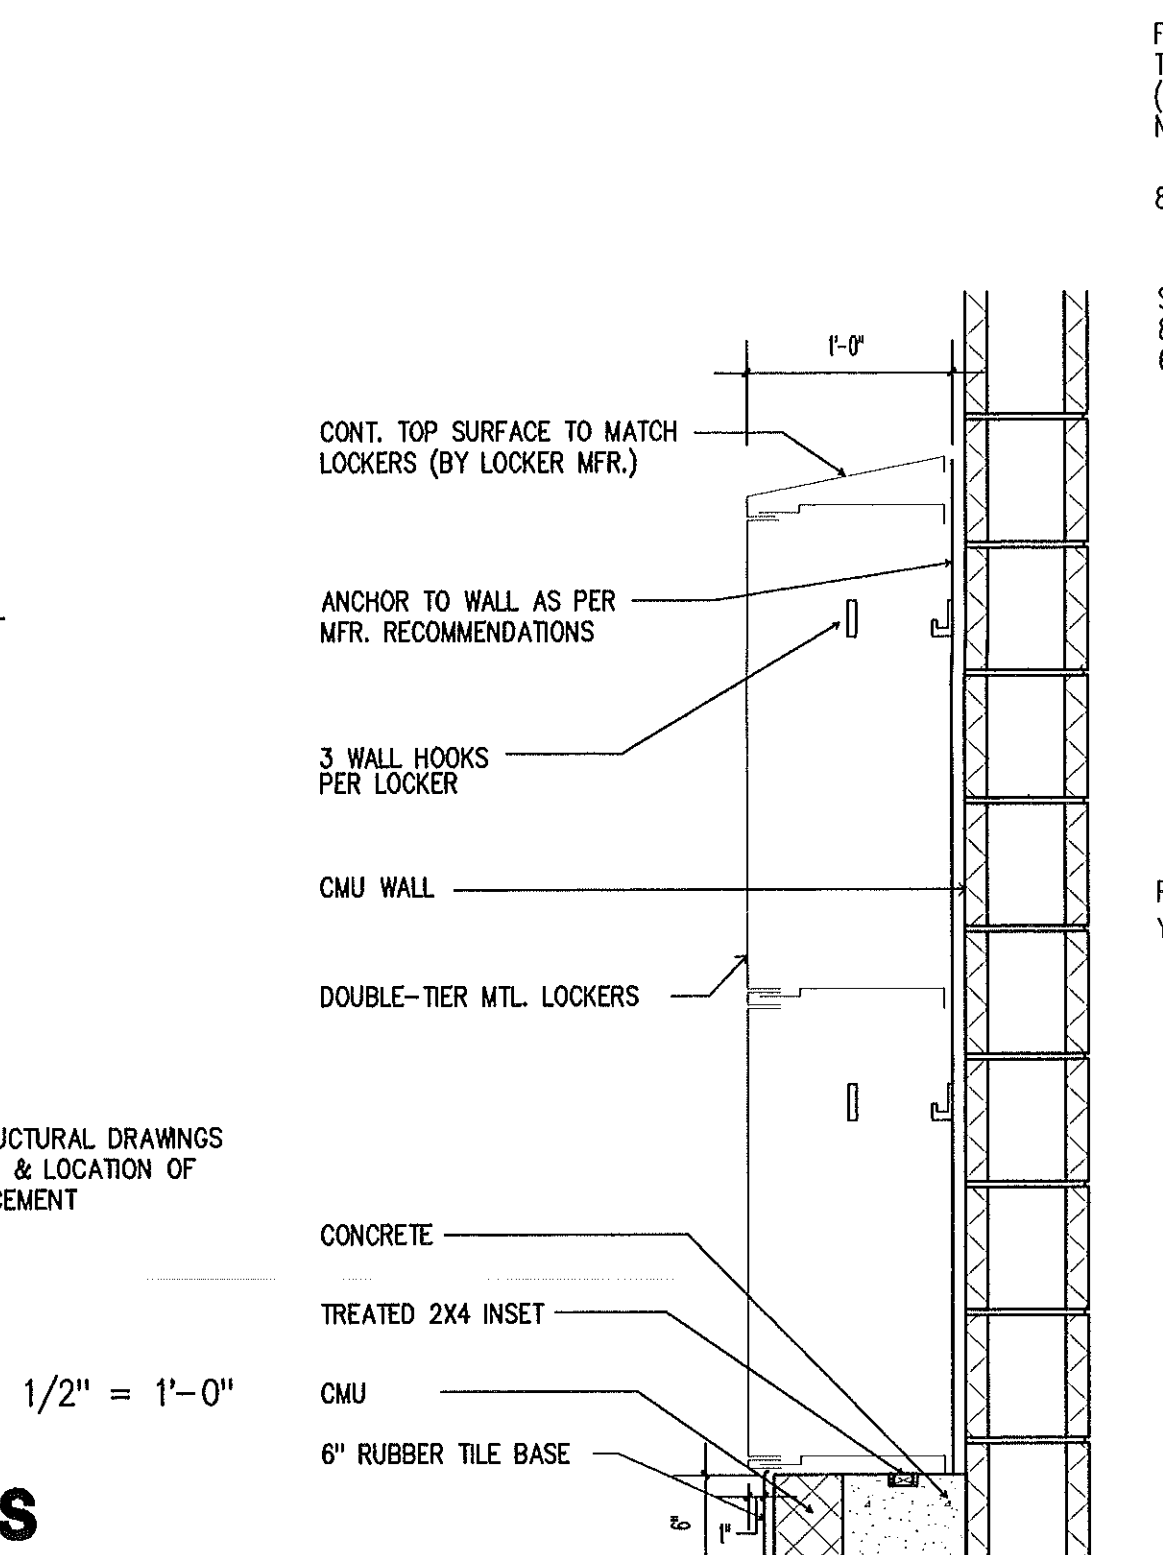 1'-0"
CONT. TOP SURFACE TO MATCH
LOCKERS (BY LOCKER MFR.)
ANCHOR TO WALL AS PER
MFR. RECOMMENDATIONS
3 WALL HOOKS
PER LOCKER
CMU WALL
DOUBLE-TIER MTL. LOCKERS
UCTURAL DRAWINGS
& LOCATION OF
CEMENT
CONCRETE
TREATED 2X4 INSET
1/2" = 1'-0"
CMU
6" RUBBER TILE BASE
6"
1"
S